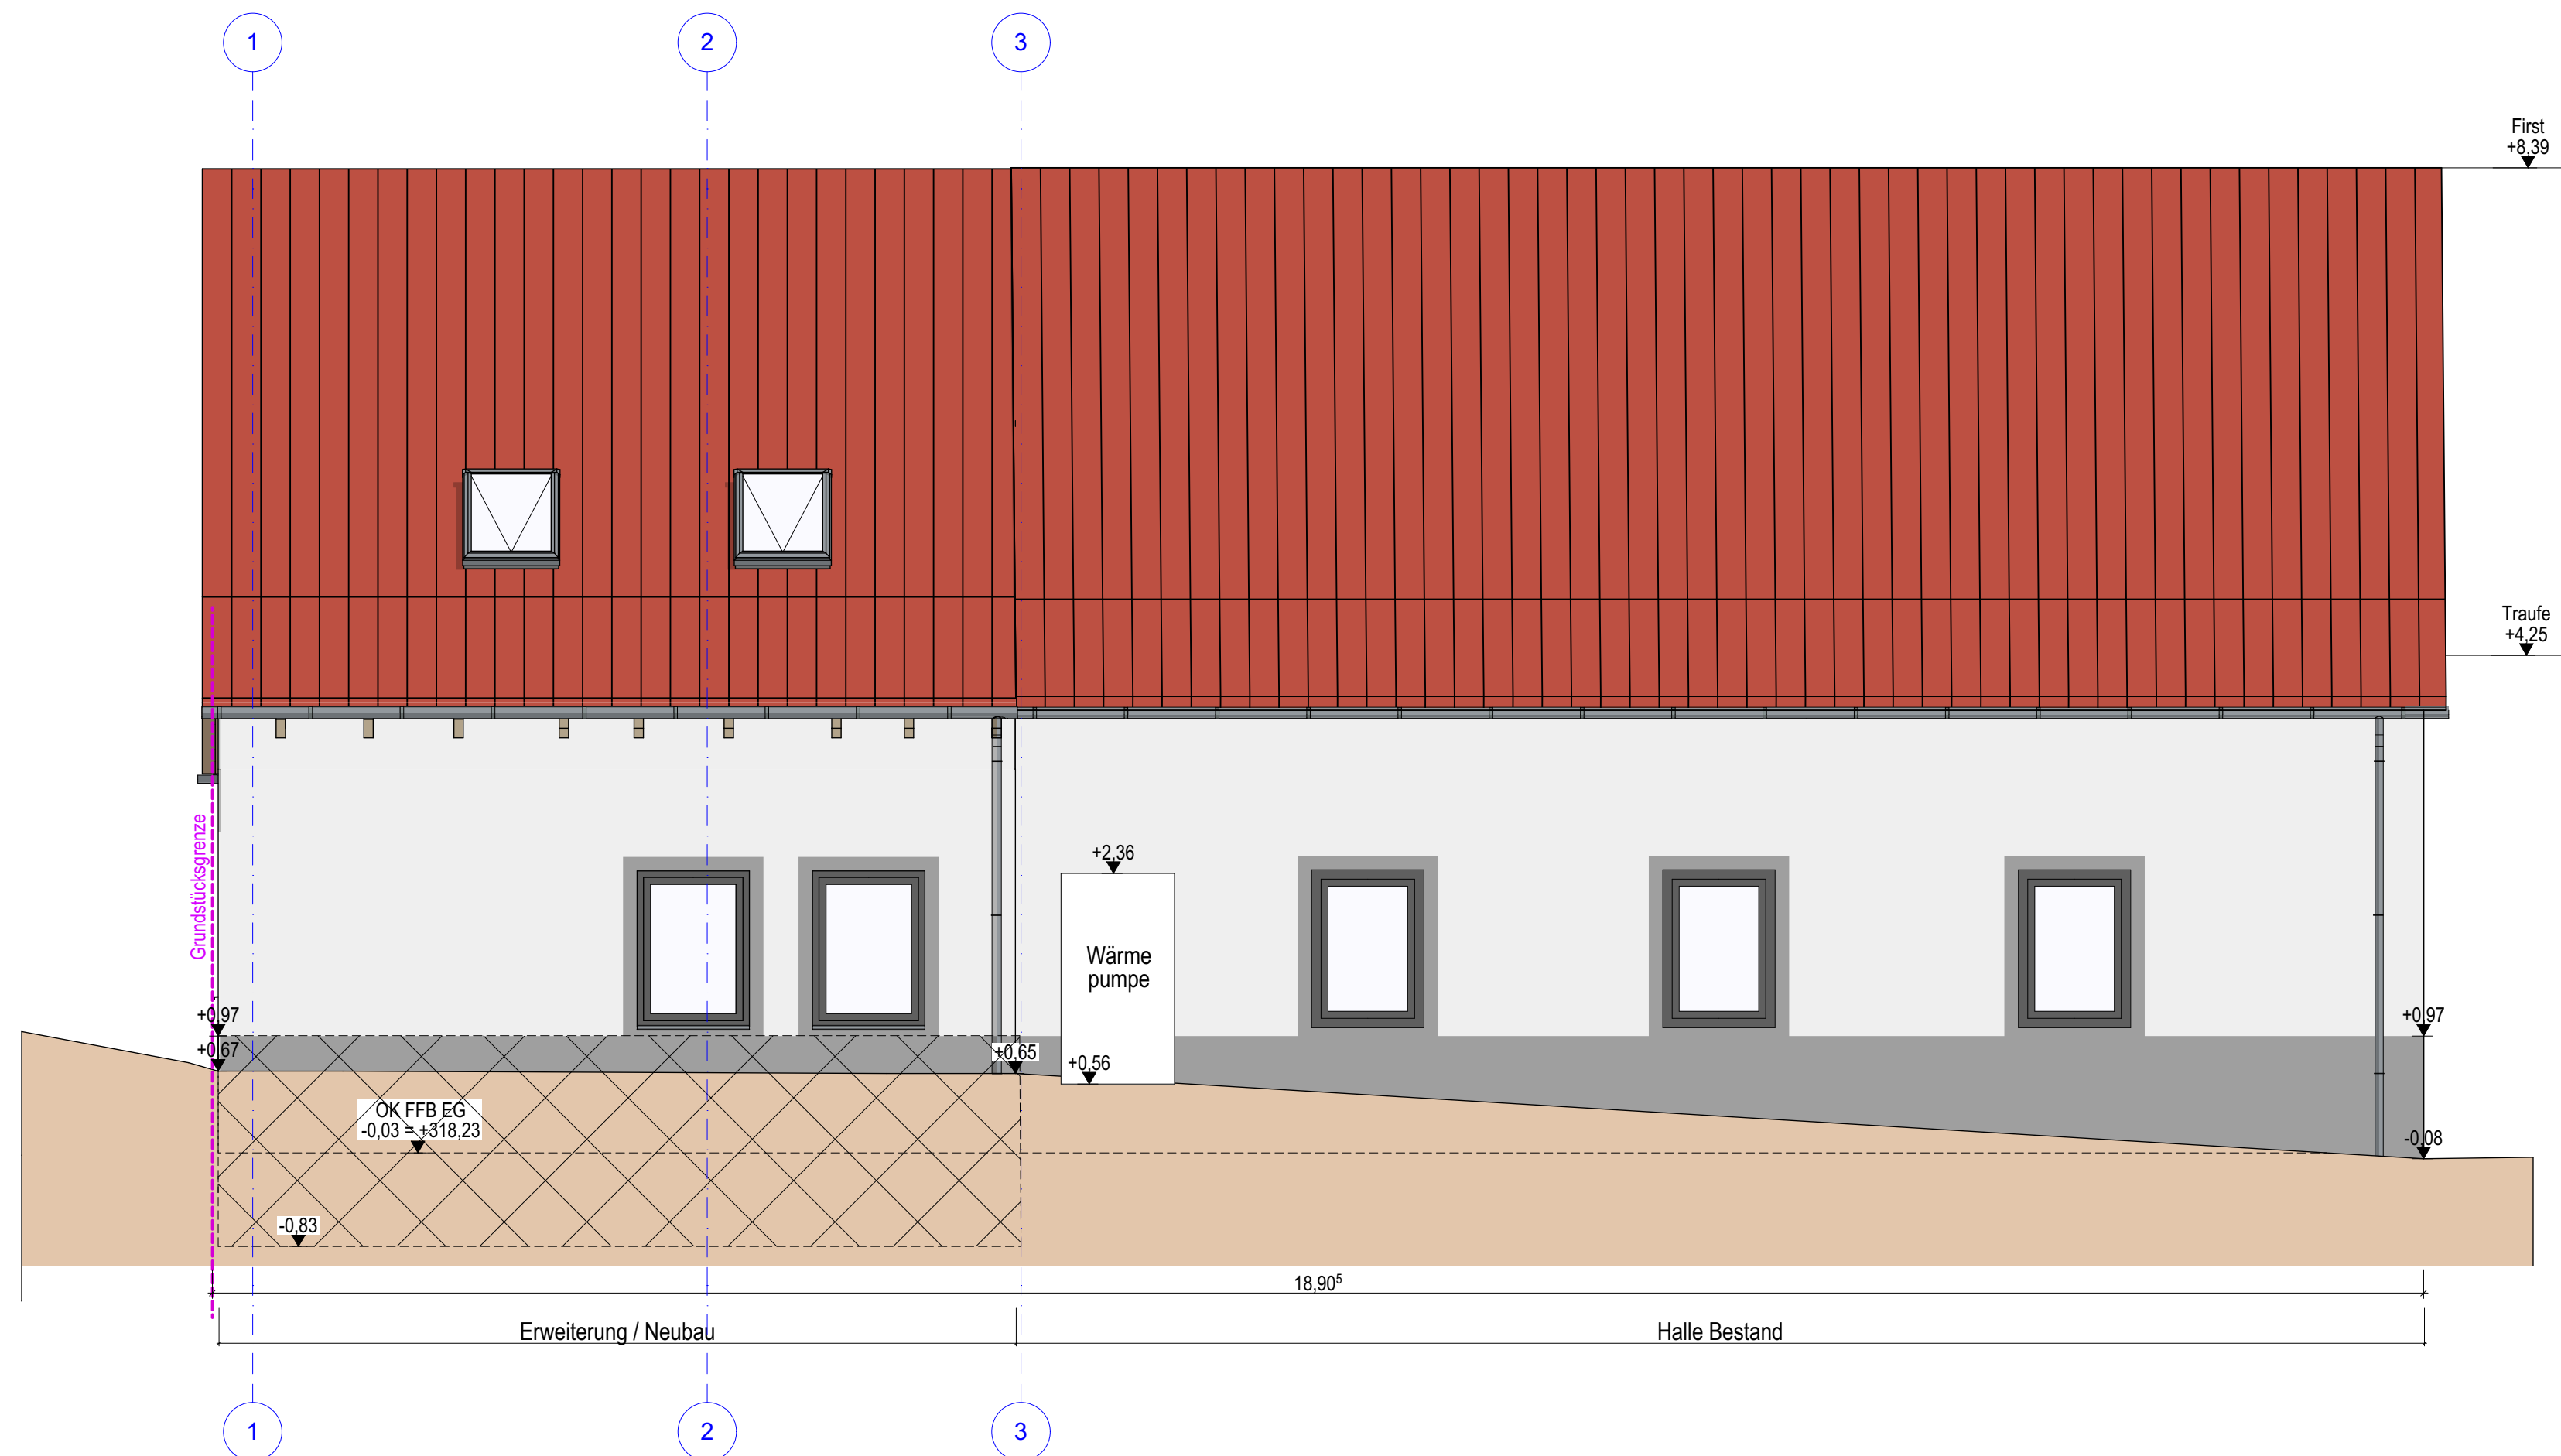 1
2
3
First
+8,39
Traufe
+4,25
Grundstücksgrenze
+2,36
Wärme
pumpe
+0,97
+0,67
+0,65
+0,56
+0,97
-0,08
OK FFB EG
-0,03 = +318,23
-0,83
18,90⁵
Erweiterung / Neubau
Halle Bestand
1
2
3